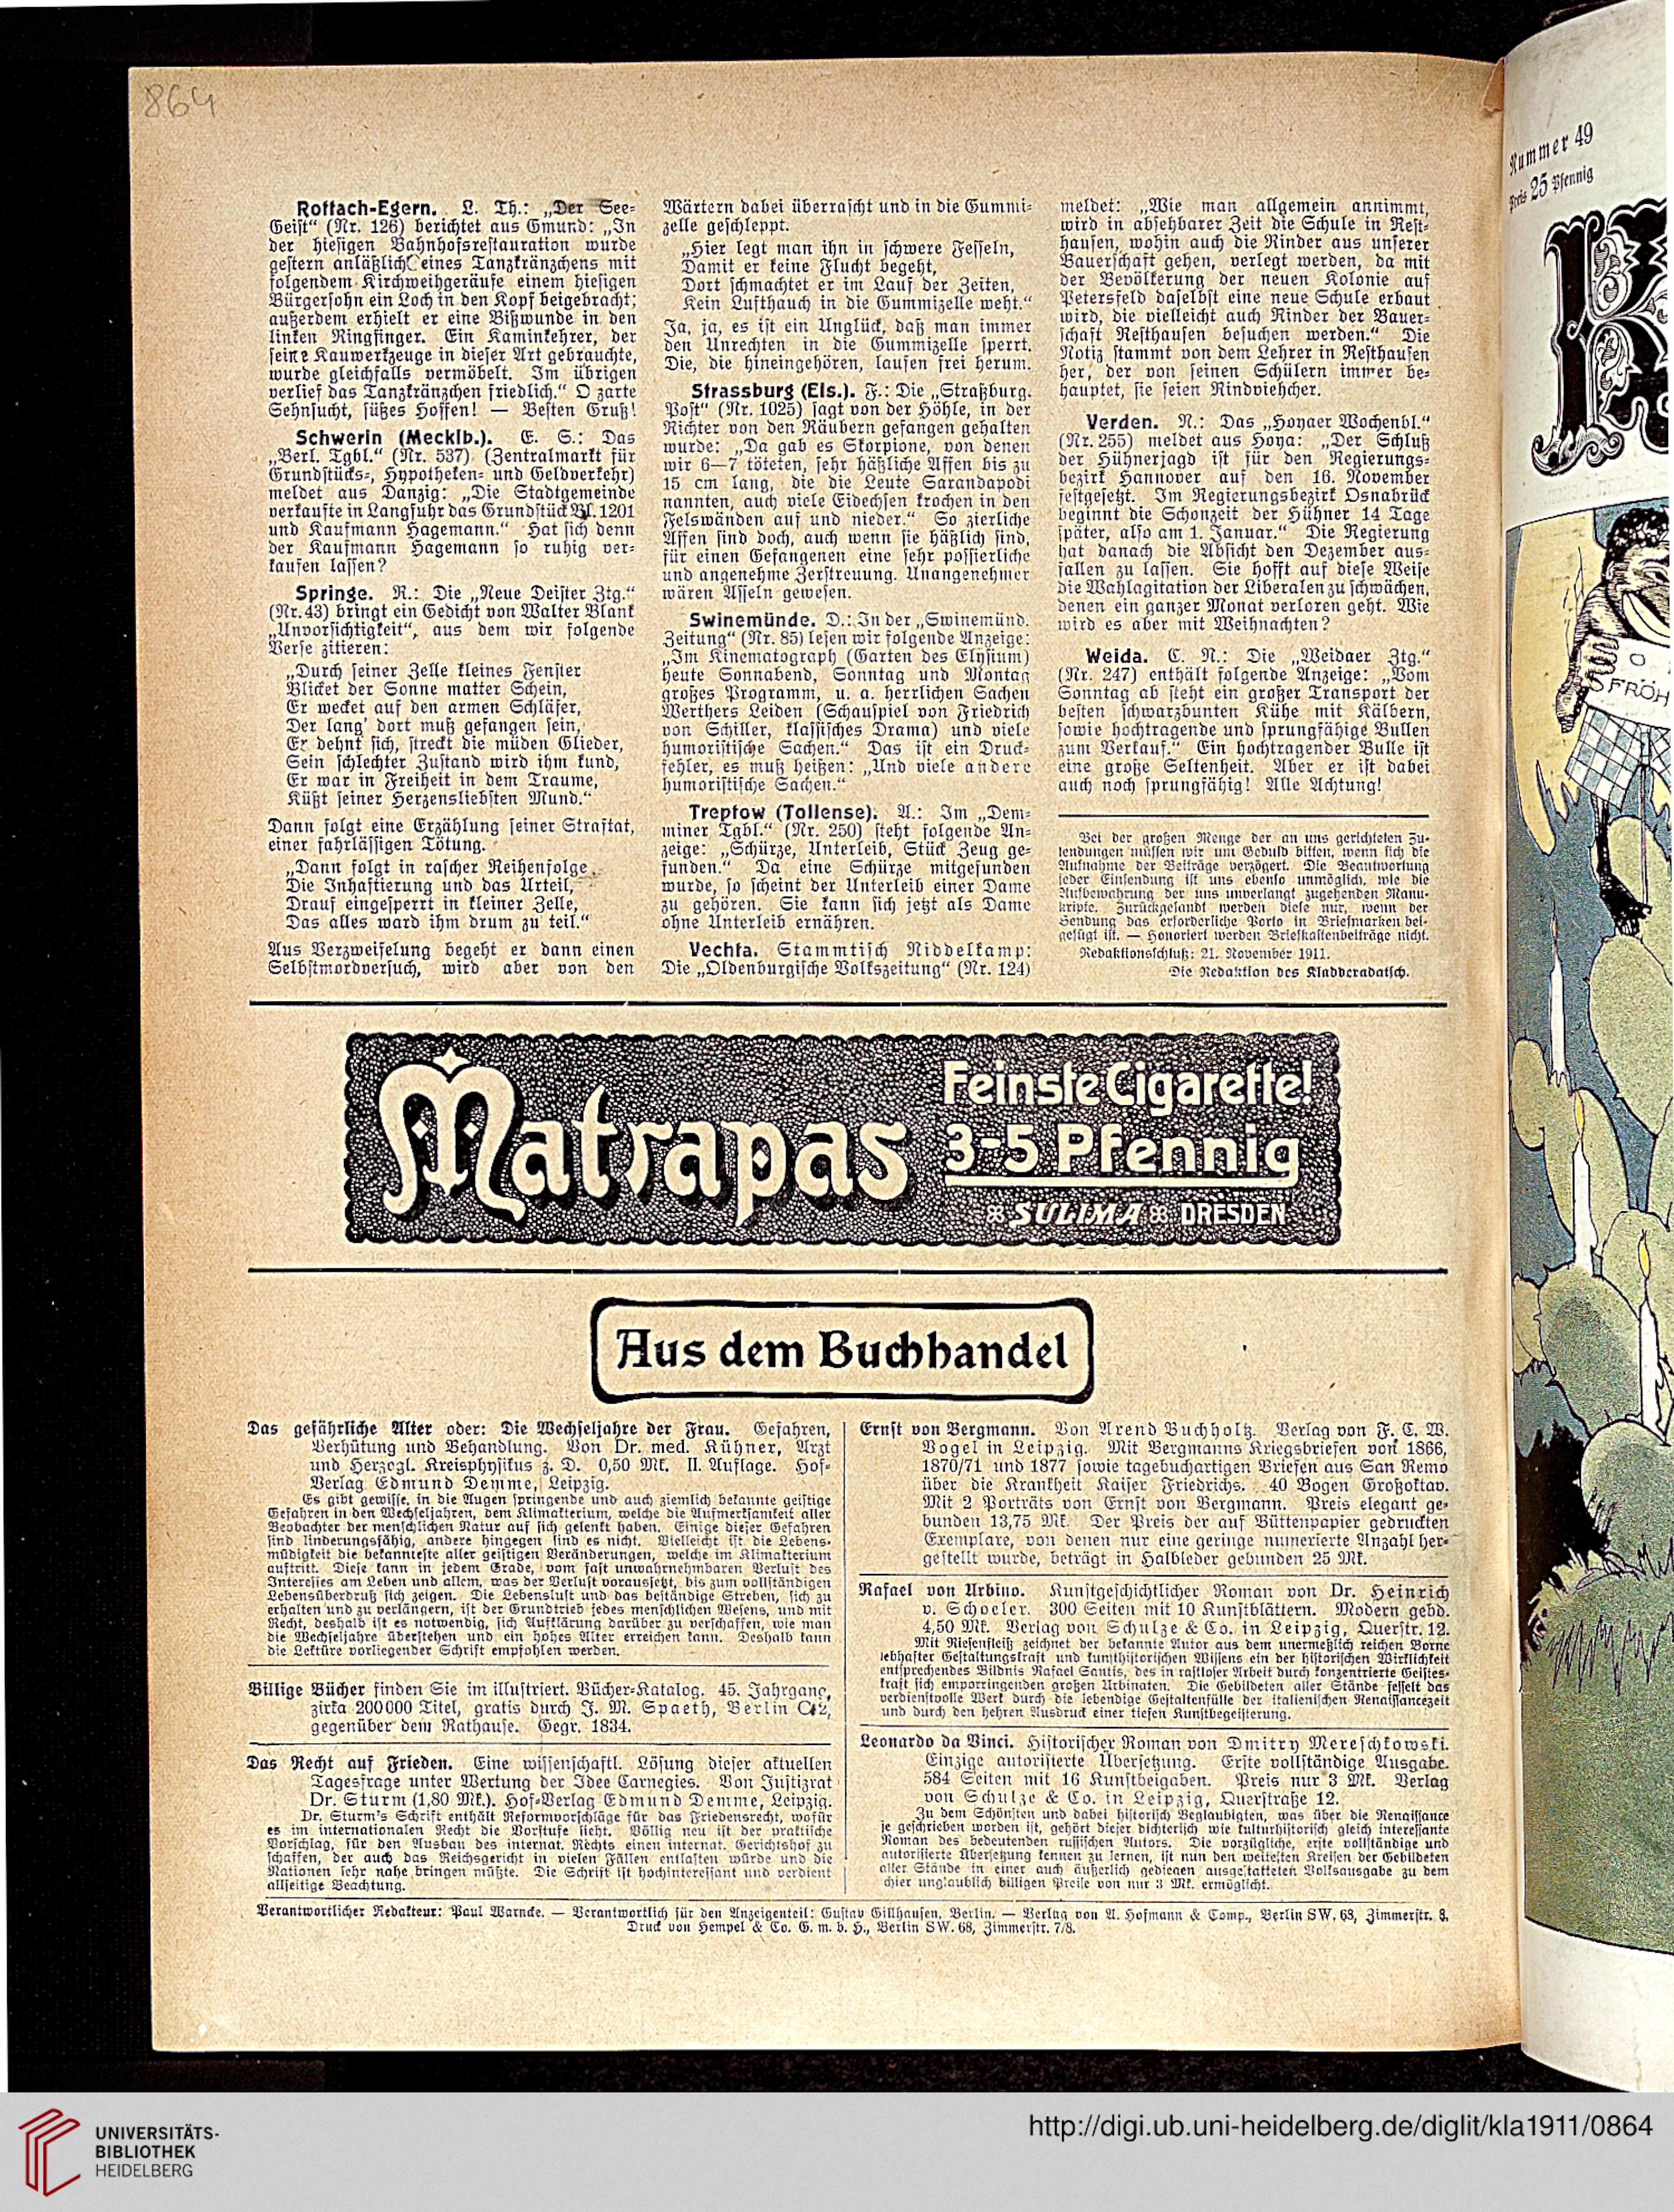 864
Rottach-Egern. L. Th.: „Der See-
Geist“ (Nr. 126) berichtet aus Gmund: „In
der hiesigen Bahnhofsrestauration wurde
gestern anläßlich eines Tanzkränzchens mit
folgendem Kirchweihgeräufe einem hiesigen
Bürgersohn ein Loch in den Kopf beigebracht;
außerdem erhielt er eine Bißwunde in den
linken Ringfinger. Ein Kaminkehrer, der
seine Kauwerkzeuge in dieser Art gebrauchte,
wurde gleichfalls vermöbelt. Im übrigen
verlief das Tanzkränzchen friedlich.“ O zarte
Sehnsucht, süßes Hoffen! — Besten Gruß!
Schwerin (Mecklb.). E. S.: Das
„Berl. Tgbl.“ (Nr. 537) (Zentralmarkt für
Grundstücks-, Hypotheken- und Geldverkehr)
meldet aus Danzig: „Die Stadtgemeinde
verkaufte in Langfuhr das Grundstück Bl. 1201
und Kaufmann Hagemann.“ Hat sich denn
der Kaufmann Hagemann so ruhig ver-
kaufen lassen?
Springe. R.: Die „Neue Deister Ztg.“
(Nr. 43) bringt ein Gedicht von Walter Blank
„Unvorsichtigkeit“, aus dem wir folgende
Verse zitieren:
„Durch seiner Zelle kleines Fenster
Blicket der Sonne matter Schein,
Er wecket auf den armen Schläfer,
Der lang' dort muß gefangen sein,
Er dehnt sich, streckt die müden Glieder,
Sein schlechter Zustand wird ihm kund,
Er war in Freiheit in dem Traume,
Küßt seiner Herzensliebsten Mund.“
Dann folgt eine Erzählung seiner Straftat,
einer fahrlässigen Tötung.
„Dann folgt in rascher Reihenfolge
Die Inhaftierung und das Urteil,
Drauf eingesperrt in kleiner Zelle,
Das alles ward ihm drum zu teil.“
Aus Verzweifelung begeht er dann einen
Selbstmordversuch, wird aber von den
Wärtern dabei überrascht und in die Gummi-
zelle geschleppt.
„Hier legt man ihn in schwere Fesseln,
Damit er keine Flucht begeht,
Dort schmachtet er im Lauf der Zeiten,
Kein Lufthauch in die Gummizelle weht.“
Ja, ja, es ist ein Unglück, daß man immer
den Unrechten in die Gummizelle sperrt.
Die, die hineingehören, laufen frei herum.
Strassburg (Els.). F.: Die „Straßburg.
Post“ (Nr. 1025) sagt von der Höhle, in der
Richter von den Räubern gefangen gehalten
wurde: „Da gab es Skorpione, von denen
wir 6—7 töteten, sehr häßliche Affen bis zu
15 cm lang, die die Leute Sarandapodi
nannten, auch viele Eidechsen krochen in den
Felswänden auf und nieder.“ So zierliche
Affen sind doch, auch wenn sie häßlich sind,
für einen Gefangenen eine sehr possierliche
und angenehme Zerstreuung. Unangenehmer
wären Asseln gewesen.
Swinemünde. D.: In der „Swinemünd.
Zeitung“ (Nr. 85) lesen wir folgende Anzeige:
„Im Kinematograph (Garten des Elysium)
heute Sonnabend, Sonntag und Montag
großes Programm, u. a. herrlichen Sachen
Werthers Leiden (Schauspiel von Friedrich
von Schiller, klassisches Drama) und viele
humoristische Sachen.“ Das ist ein Druck-
fehler, es muß heißen: „Und viele andere
humoristische Sachen.“
Treptow (Tollense). A.: Im „Dem-
miner Tgbl.“ (Nr. 250) steht folgende An-
zeige: „Schürze, Unterleib, Stück Zeug ge-
funden.“ Da eine Schürze mitgefunden
wurde, so scheint der Unterleib einer Dame
zu gehören. Sie kann sich jetzt als Dame
ohne Unterleib ernähren.
Vechta. Stammtisch Niddelkamp:
Die „Oldenburgische Volkszeitung“ (Nr. 124)
meldet: „Wie man allgemein annimmt,
wird in absehbarer Zeit die Schule in Rest-
hausen, wohin auch die Rinder aus unserer
Bauerschaft gehen, verlegt werden, da mit
der Bevölkerung der neuen Kolonie auf
Petersfeld daselbst eine neue Schule erbaut
wird, die vielleicht auch Rinder der Bauer-
schaft Resthausen besuchen werden.“ Die
Notiz stammt von dem Lehrer in Resthausen
her, der von seinen Schülern immer be-
hauptet, sie seien Rindviehcher.
Verden. N.: Das „Hoyaer Wochenbl.“
(Nr. 255) meldet aus Hoya: „Der Schluß
der Hühnerjagd ist für den Regierungs-
bezirk Hannover auf den 16. November
festgesetzt. Im Regierungsbezirk Osnabrück
beginnt die Schonzeit der Hühner 14 Tage
später, also am 1. Januar.“ Die Regierung
hat danach die Absicht den Dezember aus-
fallen zu lassen. Sie hofft auf diese Weise
die Wahlagitation der Liberalen zu schwächen,
denen ein ganzer Monat verloren geht. Wie
wird es aber mit Weihnachten?
Weida. C. N.: Die „Weidaer Ztg.“
(Nr. 247) enthält folgende Anzeige: „Vom
Sonntag ab steht ein großer Transport der
besten schwarzbunten Kühe mit Kälbern,
sowie hochtragende und sprungfähige Bullen
zum Verkauf.“ Ein hochtragender Bulle ist
eine große Seltenheit. Aber er ist dabei
auch noch sprungfähig! Alle Achtung!
Bei der großen Menge der an uns gerichteten Zu-
sendungen müssen wir um Geduld bitten, wenn sich die
Aufnahme der Beiträge verzögert. Die Beantwortung
jeder Einsendung ist uns ebenso unmöglich, wie die
Aufbewahrung der uns unverlangt zugehenden Manu-
skripte. Zurückgesandt werden diese nur, wenn der
Sendung das erforderliche Porto in Briefmarken bei-
gefügt ist. — Honoriert werden Briefkastenbeiträge nicht.
Redaktionsschluß: 21. November 1911.
Die Redaktion des Kladderadatsch.
Matrapas
Feinste Cigarette!
3-5 Pfennig
SULIMA DRESDEN
Aus dem Buchhandel
Das gefährliche Alter oder: Die Wechseljahre der Frau. Gefahren,
Verhütung und Behandlung. Von Dr. med. Kühner, Arzt
und Herzogl. Kreisphysikus z. D. 0,50 Mk. II. Auflage. Hof-
Verlag Edmund Demme, Leipzig.
Es gibt gewisse, in die Augen springende und auch ziemlich bekannte geistige
Gefahren in den Wechseljahren, dem Klimakterium, welche die Aufmerksamkeit aller
Beobachter der menschlichen Natur auf sich gelenkt haben. Einige dieser Gefahren
sind linderungsfähig, andere hingegen sind es nicht. Vielleicht ist die Lebens-
müdigkeit die bekannteste aller geistigen Veränderungen, welche im Klimakterium
auftritt. Diese kann in jedem Grade, vom fast unwahrnehmbaren Verlust des
Interesses am Leben und allem, was der Verlust voraussetzt, bis zum vollständigen
Lebensüberdruß sich zeigen. Die Lebenslust und das beständige Streben, sich zu
erhalten und zu verlängern, ist der Grundtrieb jedes menschlichen Wesens, und mit
Recht, deshalb ist es notwendig, sich Aufklärung darüber zu verschaffen, wie man
die Wechseljahre überstehen und ein hohes Alter erreichen kann. Deshalb kann
die Lektüre vorliegender Schrift empfohlen werden.
Billige Bücher finden Sie im illustriert. Bücher-Katalog. 45. Jahrgang,
zirka 200000 Titel, gratis durch J. M. Spaeth, Berlin C 2,
gegenüber dem Rathause. Gegr. 1834.
Das Recht auf Frieden. Eine wissenschaftl. Lösung dieser aktuellen
Tagesfrage unter Wertung der Idee Carnegies. Von Justizrat
Dr. Sturm (1,80 Mk.). Hof-Verlag Edmund Demme, Leipzig.
Dr. Sturm's Schrift enthält Reformvorschläge für das Friedensrecht, wofür
es im internationalen Recht die Vorstufe sieht. Völlig neu ist der praktische
Vorschlag, für den Ausbau des internat. Rechts einen internat. Gerichtshof zu
schaffen, der auch das Reichsgericht in vielen Fällen entlasten würde und die
Nationen sehr nahe bringen müßte. Die Schrift ist hochinteressant und verdient
allseitige Beachtung.
Ernst von Bergmann. Von Arend Buchholtz. Verlag von F. C. W.
Vogel in Leipzig. Mit Bergmanns Kriegsbriefen von 1866,
1870/71 und 1877 sowie tagebuchartigen Briefen aus San Remo
über die Krankheit Kaiser Friedrichs. 40 Bogen Großoktav.
Mit 2 Porträts von Ernst von Bergmann. Preis elegant ge-
bunden 13,75 Mk. Der Preis der auf Büttenpapier gedruckten
Exemplare, von denen nur eine geringe numerierte Anzahl her-
gestellt wurde, beträgt in Halbleder gebunden 25 Mk.
Rafael von Urbino. Kunstgeschichtlicher Roman von Dr. Heinrich
v. Schoeler. 300 Seiten mit 10 Kunstblättern. Modern gebd.
4,50 Mk. Verlag von Schulze & Co. in Leipzig, Querstr. 12.
Mit Riesenfleiß zeichnet der bekannte Autor aus dem unermeßlich reichen Borne
lebhafter Gestaltungskraft und kunsthistorischen Wissens ein der historischen Wirklichkeit
entsprechendes Bildnis Rafael Santis, des in rastloser Arbeit durch konzentrierte Geistes-
kraft sich emporringenden großen Urbinaten. Die Gebildeten aller Stände fesselt das
verdienstvolle Werk durch die lebendige Gestaltenfülle der italienischen Renaissancezeit
und durch den hehren Ausdruck einer tiefen Kunstbegeisterung.
Leonardo da Vinci. Historischer Roman von Dmitry Mereschkowski.
Einzige autorisierte Übersetzung. Erste vollständige Ausgabe.
584 Seiten mit 16 Kunstbeigaben. Preis nur 3 Mk. Verlag
von Schulze & Co. in Leipzig, Querstraße 12.
Zu dem Schönsten und dabei historisch Beglaubigten, was über die Renaissance
je geschrieben worden ist, gehört dieser dichterisch wie kulturhistorisch gleich interessante
Roman des bedeutenden russischen Autors. Die vorzügliche, erste vollständige und
autorisierte Übersetzung kennen zu lernen, ist nun den weitesten Kreisen der Gebildeten
aller Stände in einer auch äußerlich gediegen ausgestatteten Volksausgabe zu dem
schier unglaublich billigen Preise von nur 3 Mk. ermöglicht.
Verantwortlicher Redakteur: Paul Warncke. — Verantwortlich für den Anzeigenteil: Gustav Gillhausen, Berlin. — Verlag von A. Hofmann & Comp., Berlin SW. 68, Zimmerstr. 8.
Druck von Hempel & Co. G. m. b. H., Berlin SW. 68, Zimmerstr. 7/8.
Nummer 49
Preis 25 Pfennig
K
O
FRÖH
UNIVERSITÄTS-
BIBLIOTHEK
HEIDELBERG
http://digi.ub.uni-heidelberg.de/diglit/kla1911/0864